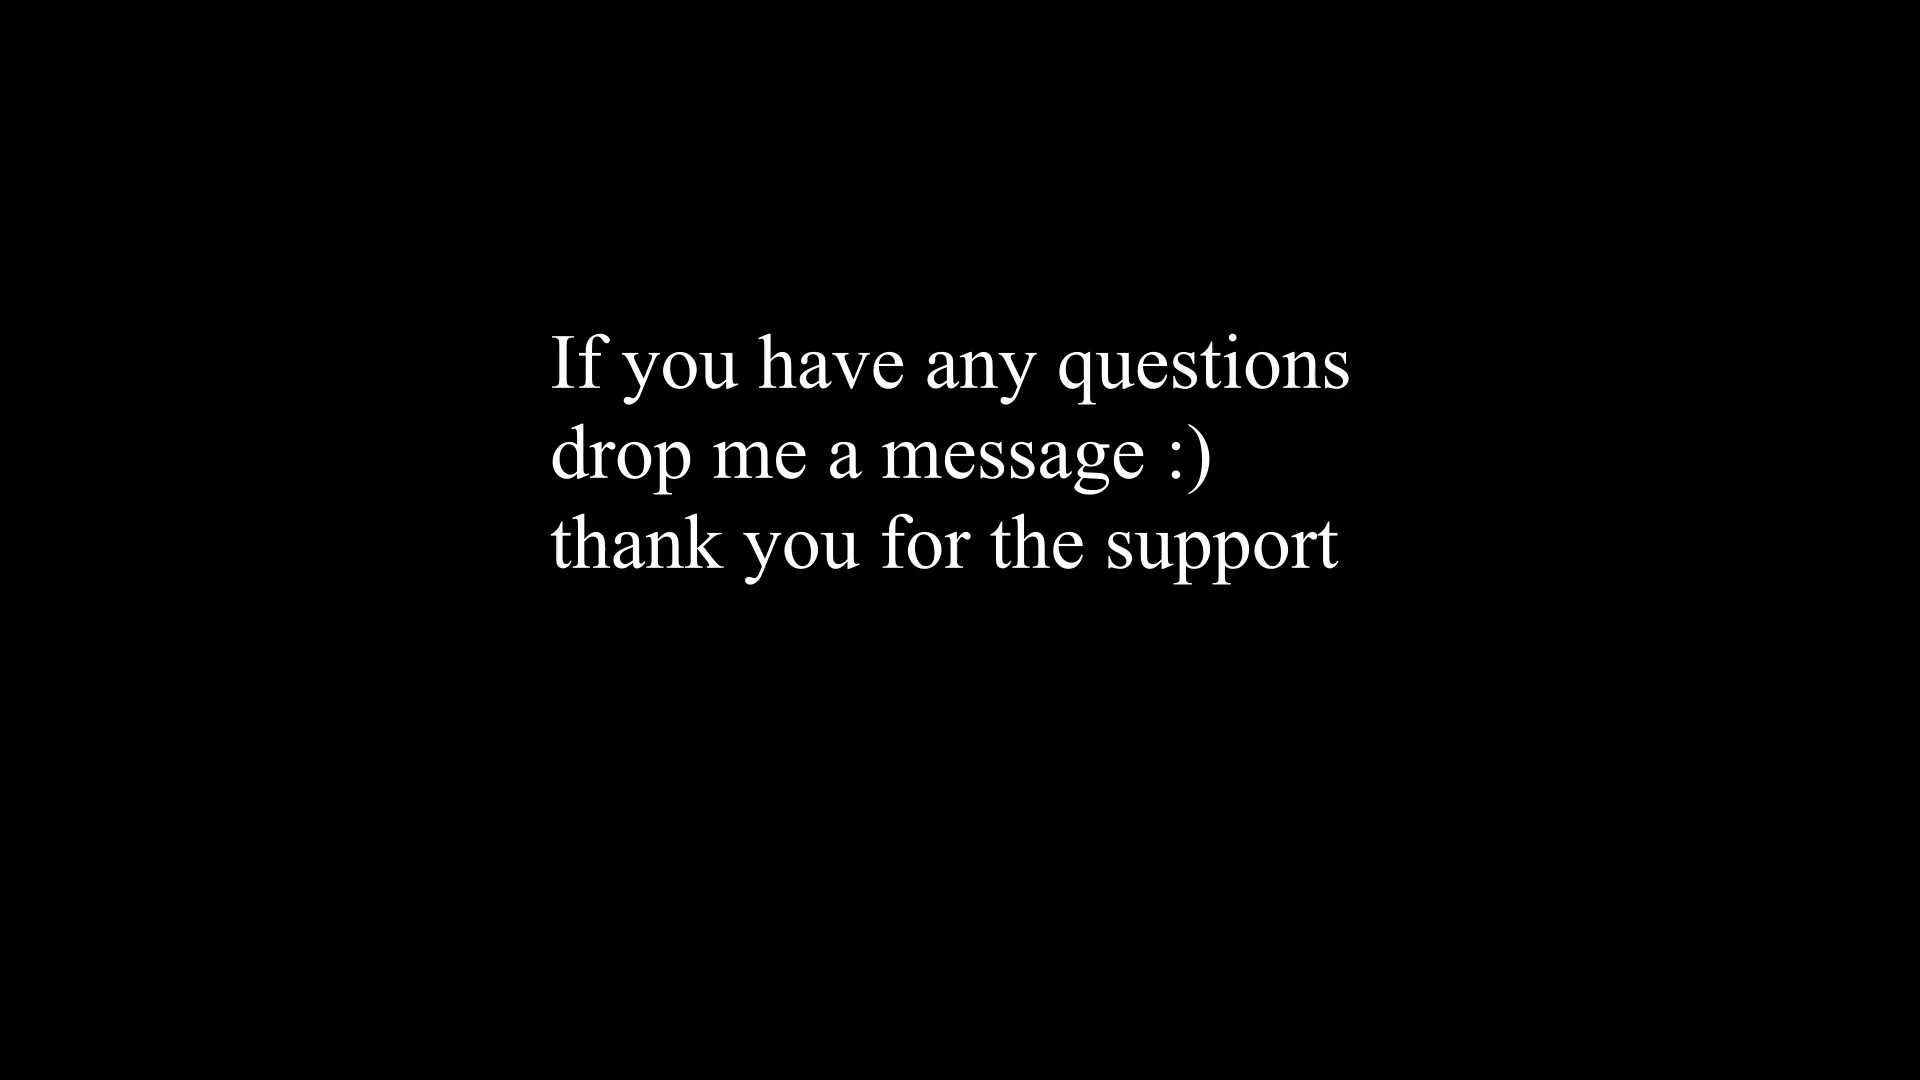 If you have any questions
drop me a message :)
thank you for the support